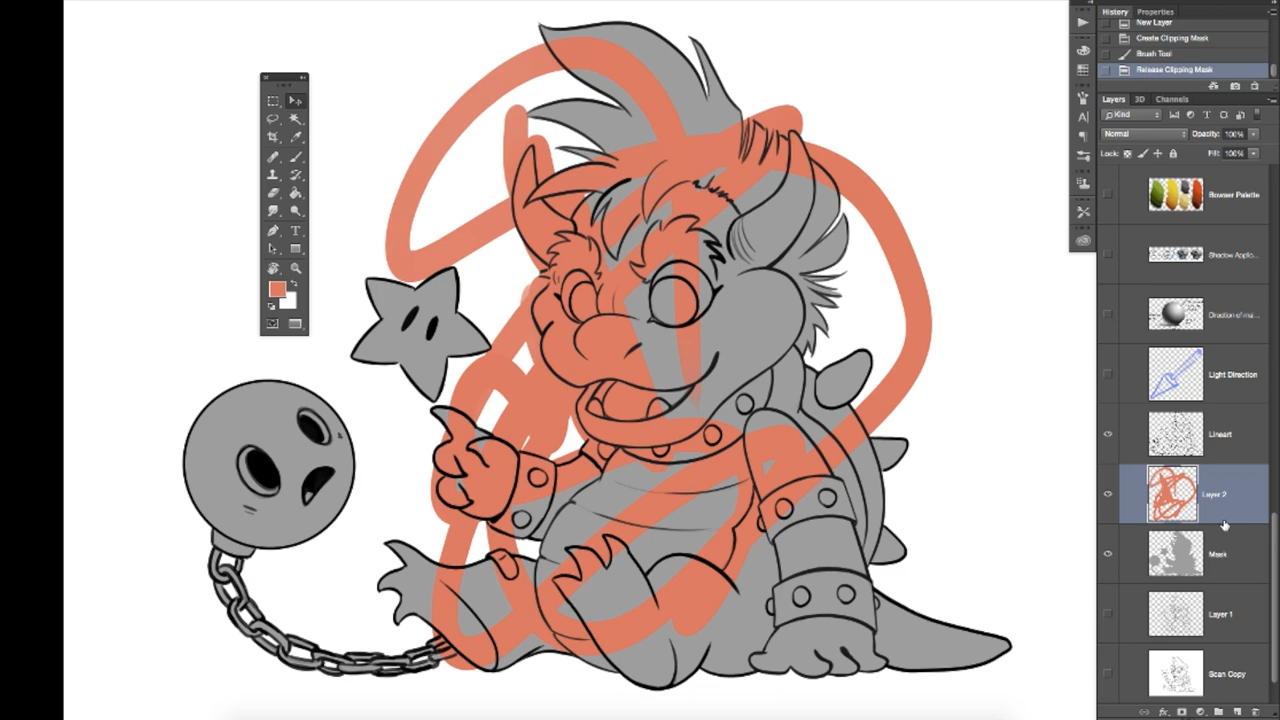 History Properties
New Layer
Create Clipping Mask
Brush Tool
Release Clipping Mask
Layers 3D Channels
Kind
Normal Opacity: 100%
Lock: Fill: 100%
Bowser Palette
Shadow Applic...
Direction of ma...
Light Direction
Lineart
Layer 2
Mask
Layer 1
Scan Copy